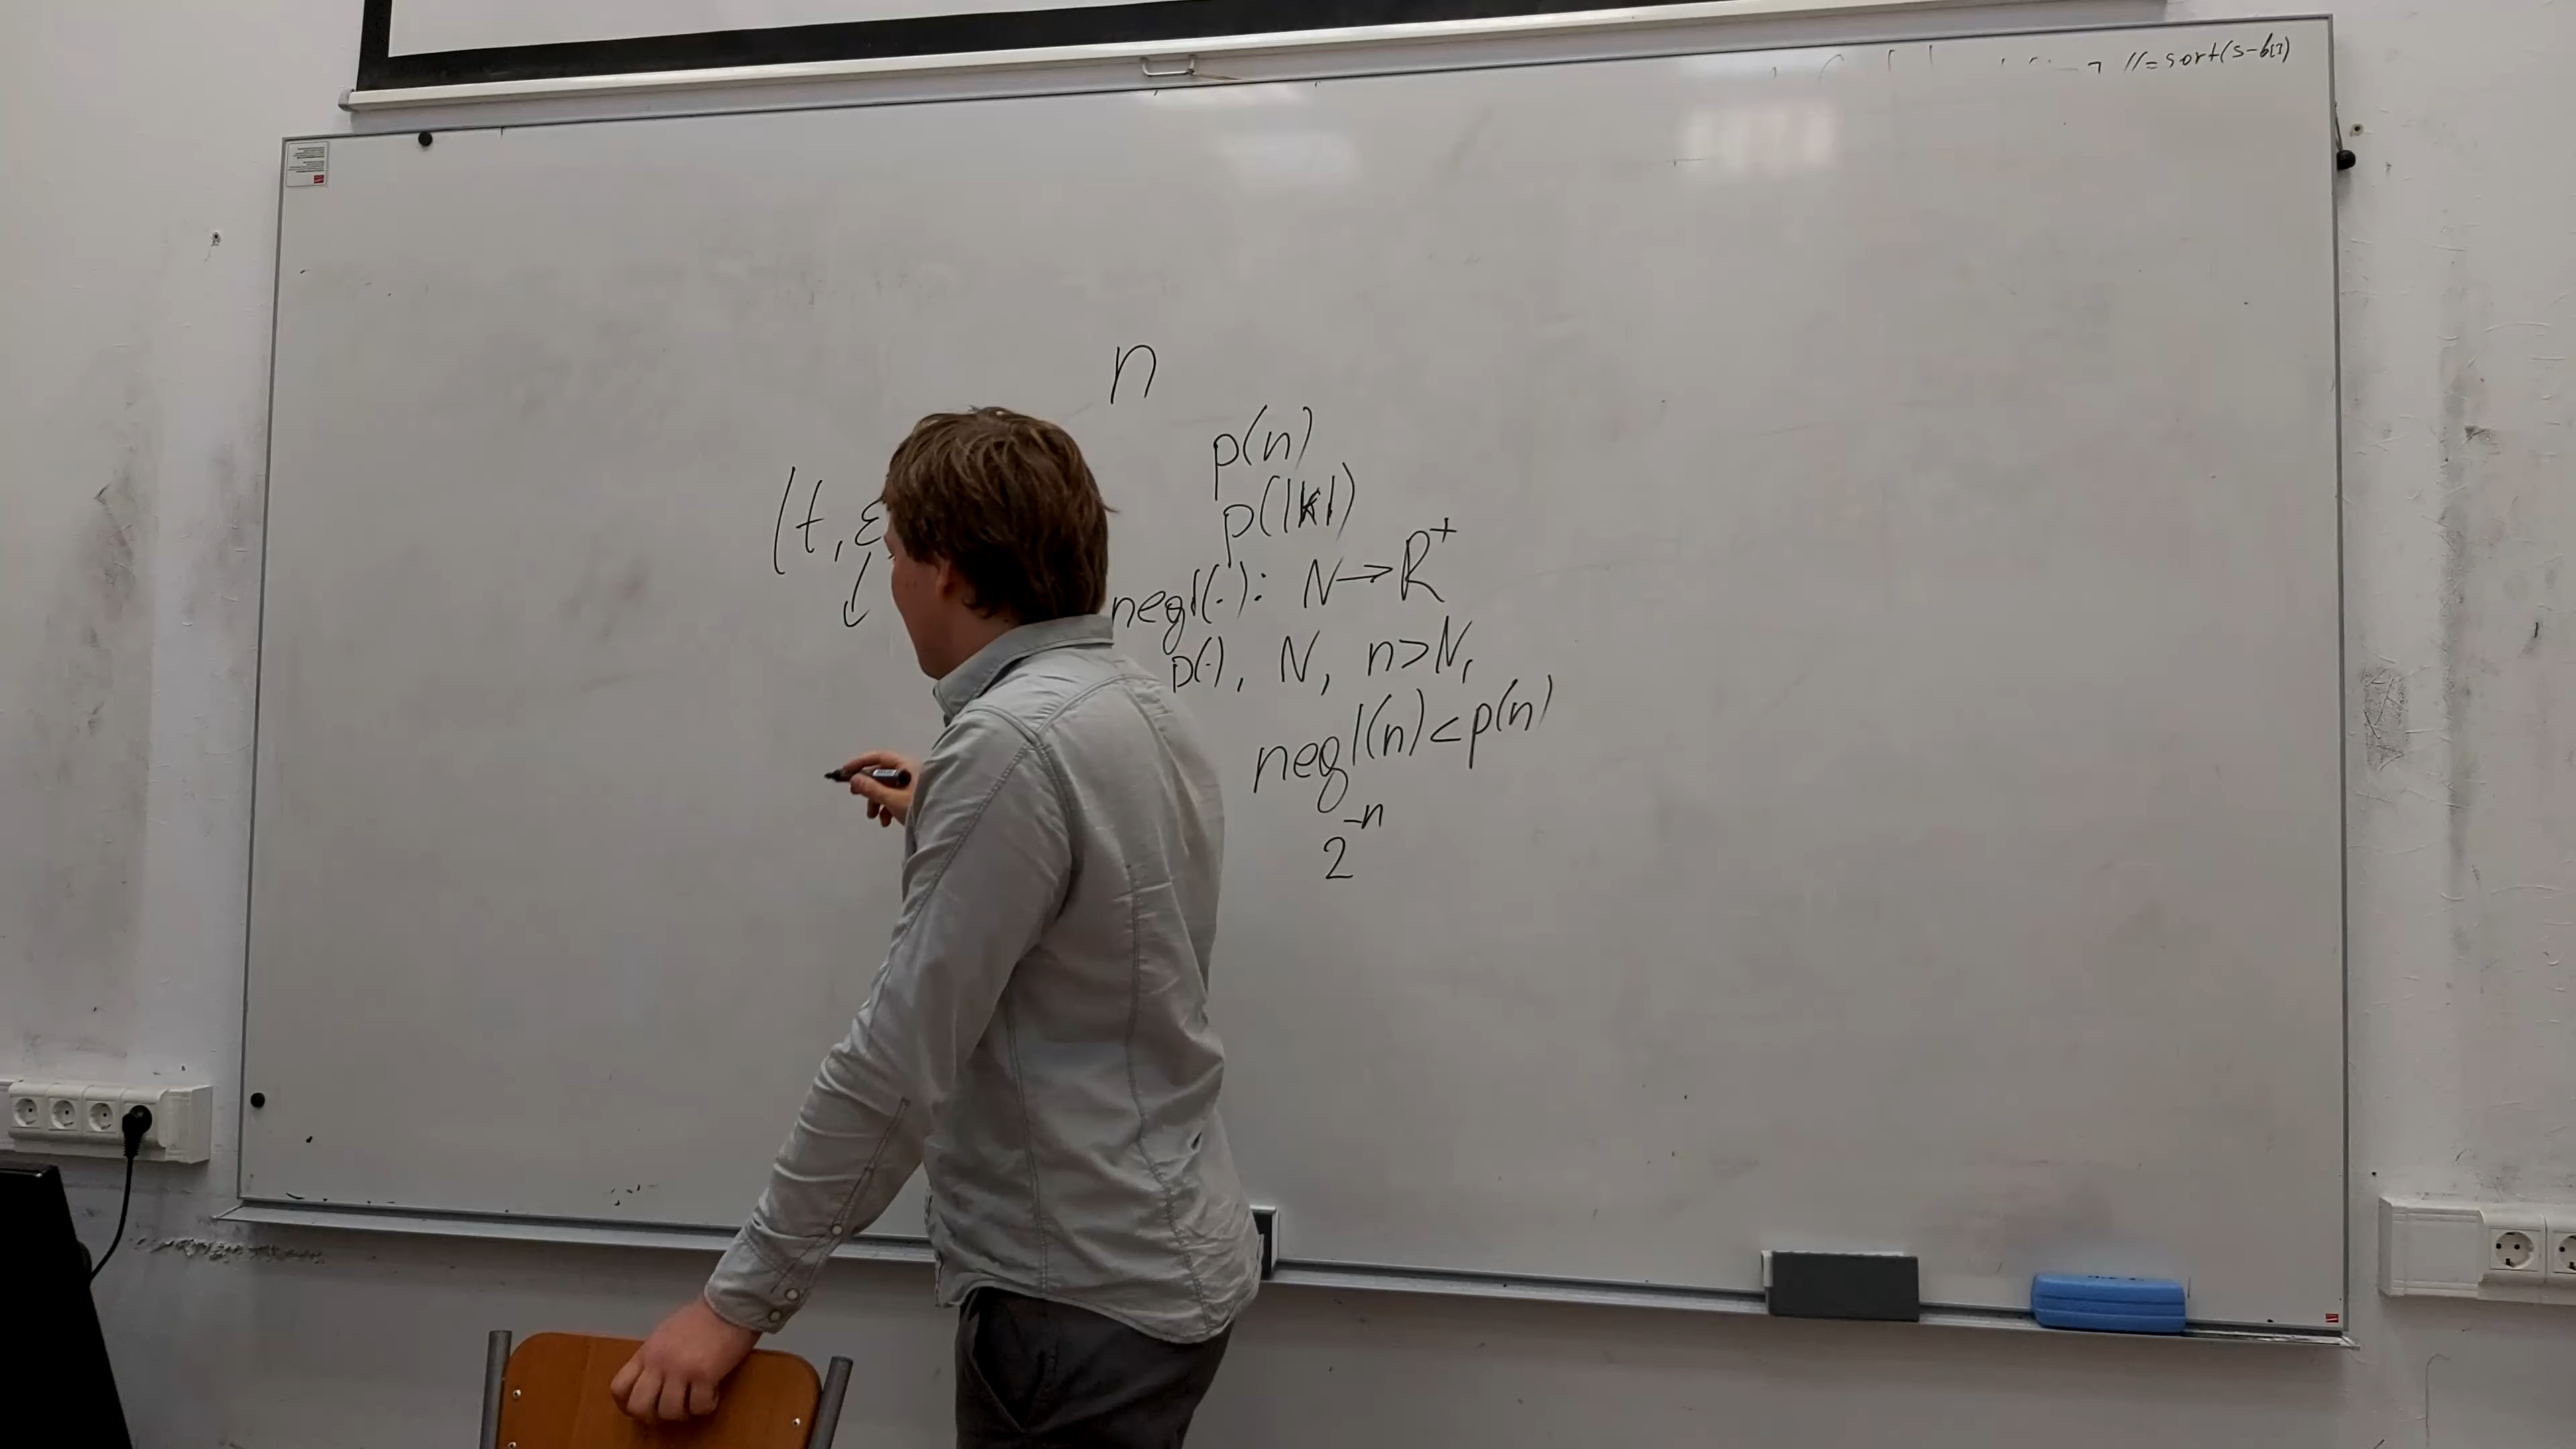 //=sort(s-b[i])
n
p(n)
(t, ε
p(|k|)
negl(·): N→R⁺
p(·), N, n>N,
negl(n)<p(n)
2⁻ⁿ